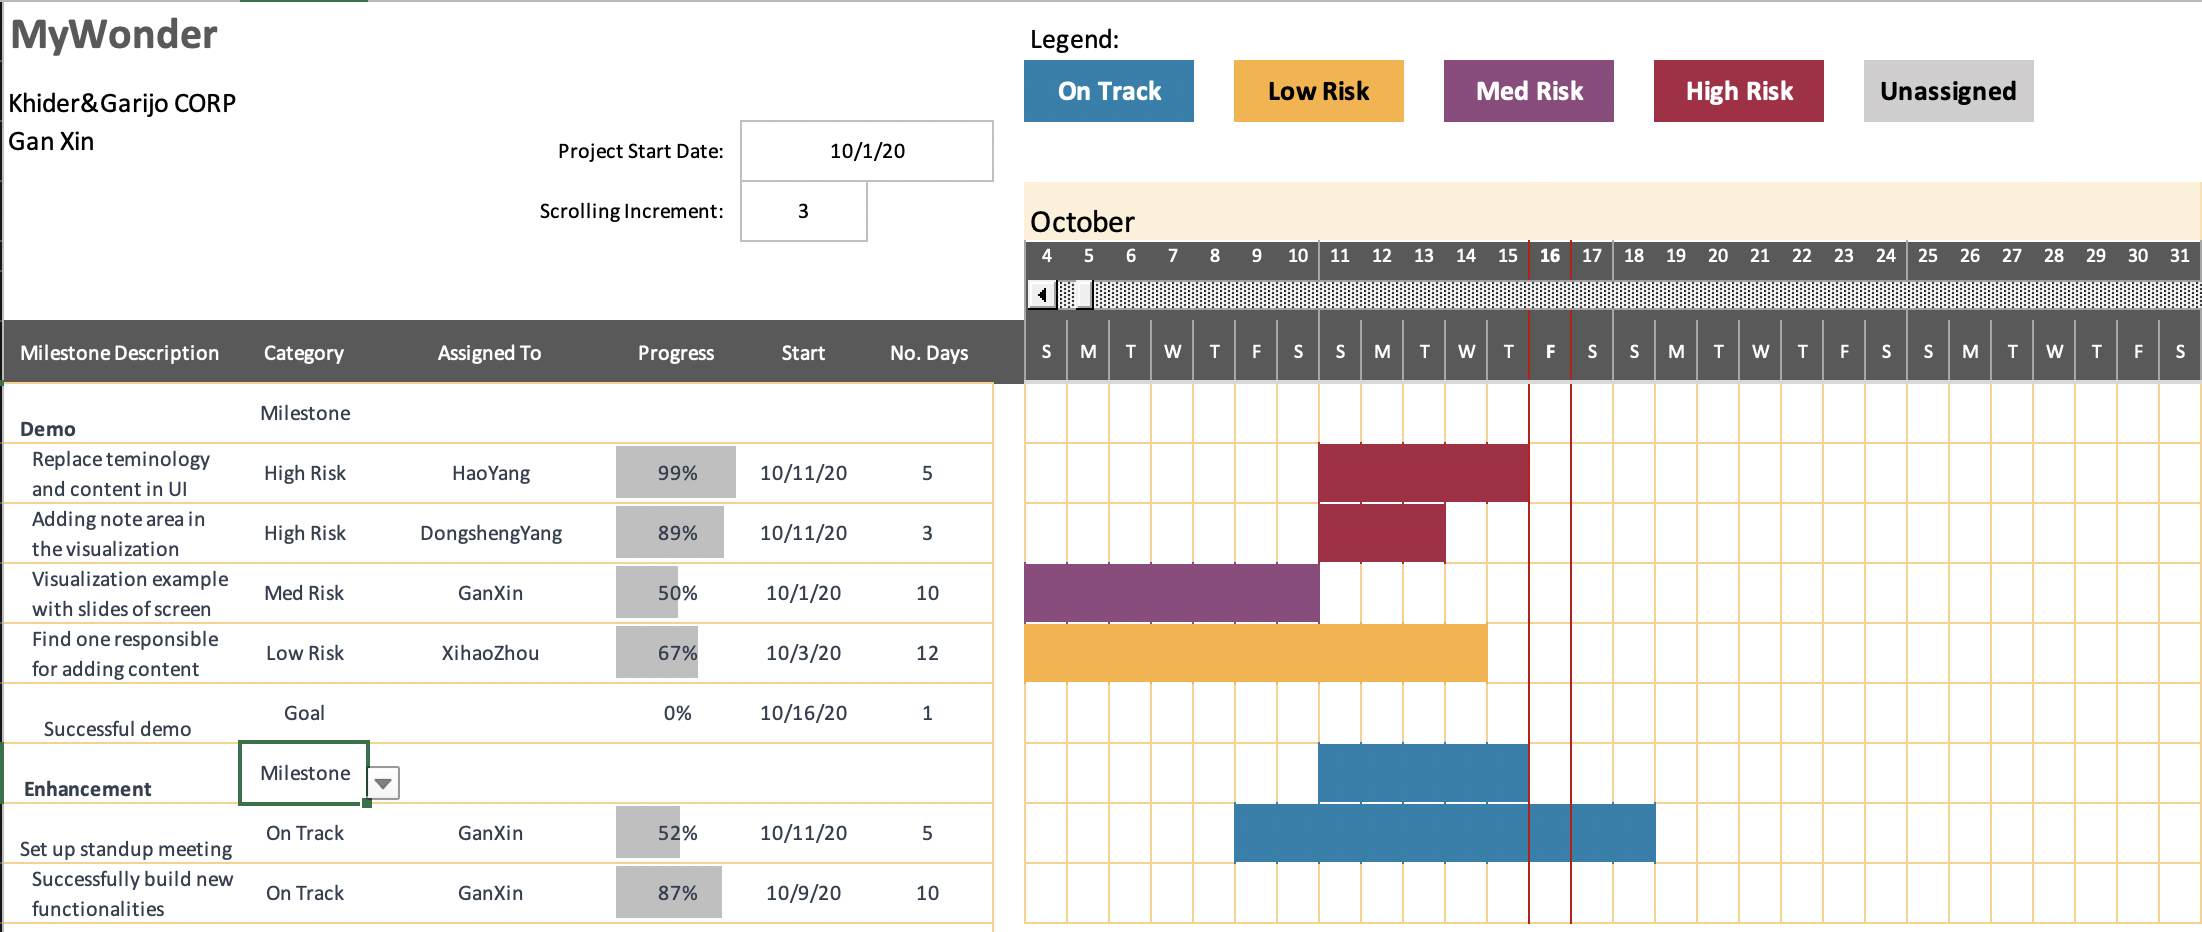 MyWonder
Khider&Garijo CORP
Gan Xin
Project Start Date: 10/1/20
Scrolling Increment: 3
Legend:
On Track Low Risk Med Risk High Risk Unassigned
October
4 5 6 7 8 9 10 11 12 13 14 15 16 17 18 19 20 21 22 23 24 25 26 27 28 29 30 31
Milestone Description Category Assigned To Progress Start No. Days S M T W T F S S M T W T F S S M T W T F S S M T W T F S
Demo Milestone
Replace teminology
and content in UI High Risk HaoYang 99% 10/11/20 5
Adding note area in
the visualization High Risk DongshengYang 89% 10/11/20 3
Visualization example
with slides of screen Med Risk GanXin 50% 10/1/20 10
Find one responsible
for adding content Low Risk XihaoZhou 67% 10/3/20 12
Successful demo Goal 0% 10/16/20 1
Enhancement Milestone
Set up standup meeting On Track GanXin 52% 10/11/20 5
Successfully build new
functionalities On Track GanXin 87% 10/9/20 10